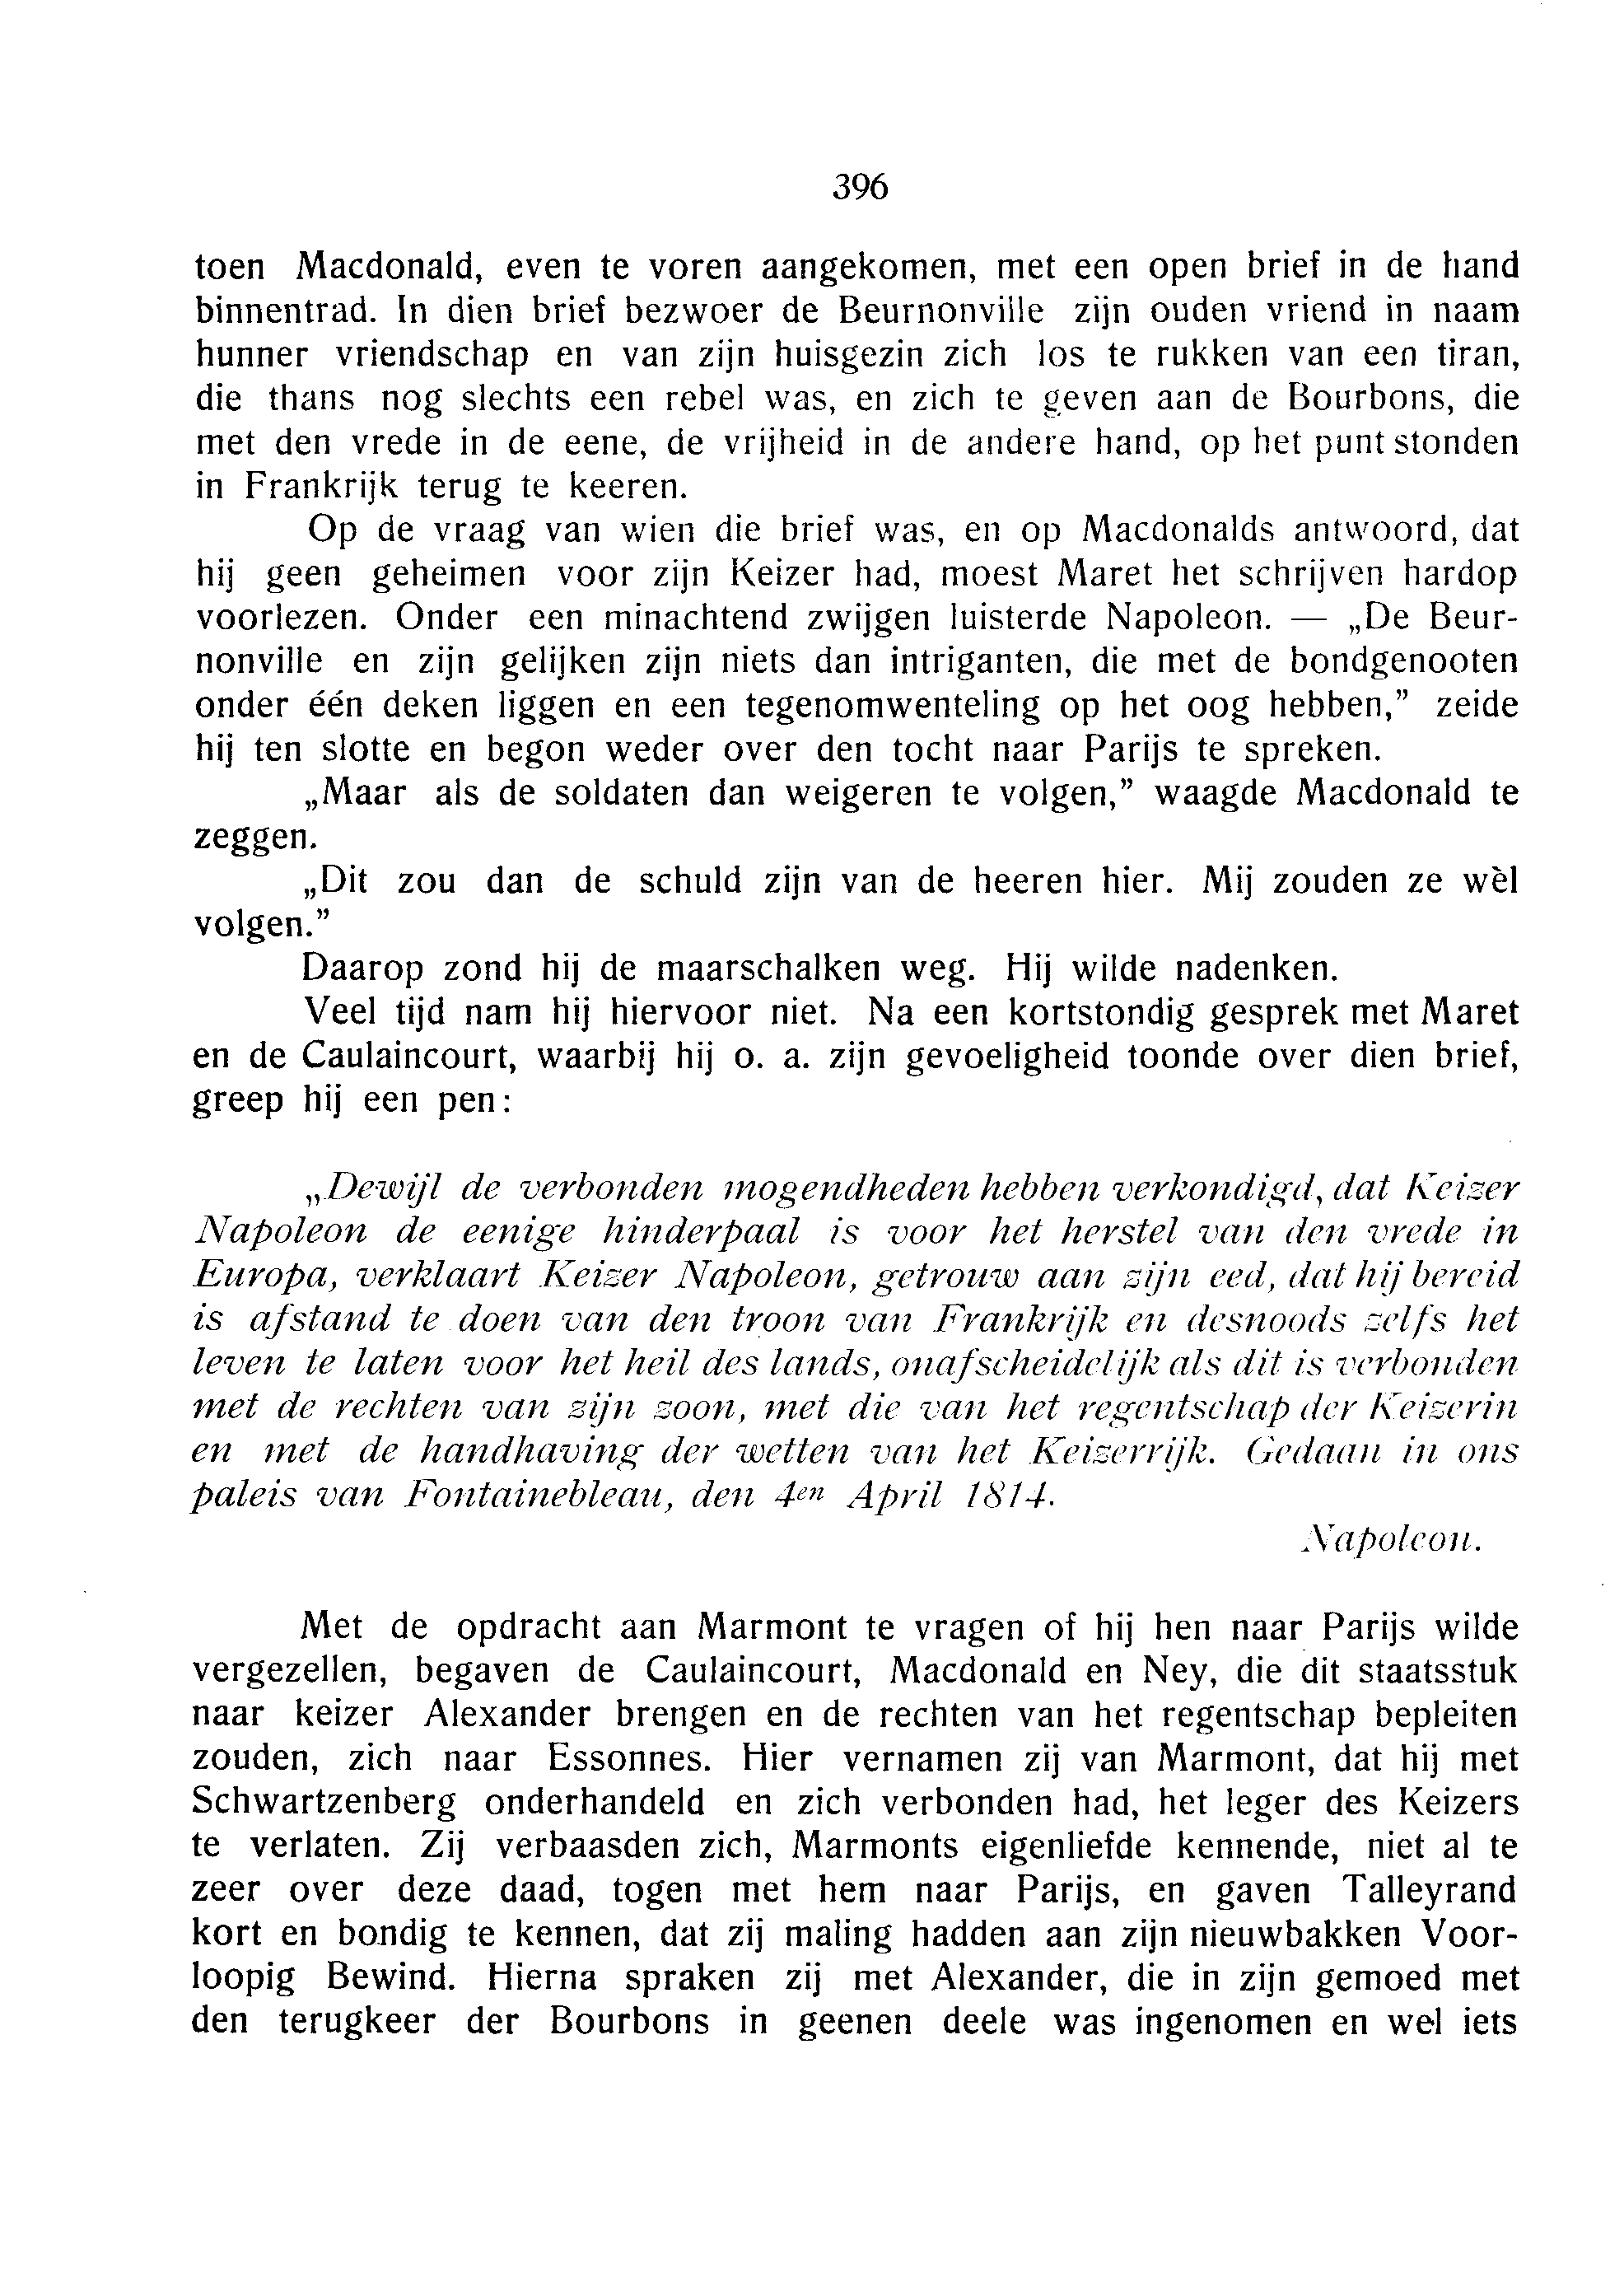 396
toen Macdonald, even te voren aangekomen, met een open brief in de hand
binnentrad. In dien brief bezwoer de Beurnonville zijn ouden vriend in naam
hunner vriendschap en van zijn huisgezin zich los te rukken van een tiran,
die thans nog slechts een rebel was, en zich te geven aan de Bourbons, die
met den vrede in de eene, de vrijheid in de andere hand, op het punt stonden
in Frankrijk terug te keeren.
Op de vraag van wien die brief was, en op Macdonalds antwoord, dat
hij geen geheimen voor zijn Keizer had, moest Maret het schrijven hardop
voorlezen. Onder een minachtend zwijgen luisterde Napoleon. — „De Beur-
nonville en zijn gelijken zijn niets dan intriganten, die met de bondgenooten
onder één deken liggen en een tegenomwenteling op het oog hebben,” zeide
hij ten slotte en begon weder over den tocht naar Parijs te spreken.
„Maar als de soldaten dan weigeren te volgen,” waagde Macdonald te
zeggen.
„Dit zou dan de schuld zijn van de heeren hier. Mij zouden ze wèl
volgen.”
Daarop zond hij de maarschalken weg. Hij wilde nadenken.
Veel tijd nam hij hiervoor niet. Na een kortstondig gesprek met Maret
en de Caulaincourt, waarbij hij o. a. zijn gevoeligheid toonde over dien brief,
greep hij een pen:
„Dewijl de verbonden mogendheden hebben verkondigd, dat Keizer
Napoleon de eenige hinderpaal is voor het herstel van den vrede in
Europa, verklaart Keizer Napoleon, getrouw aan zijn eed, dat hij bereid
is afstand te doen van den troon van Frankrijk en desnoods zelfs het
leven te laten voor het heil des lands, onafscheidelijk als dit is verbonden
met de rechten van zijn zoon, met die van het regentschap der Keizerin
en met de handhaving der wetten van het Keizerrijk. Gedaan in ons
paleis van Fontainebleau, den 4en April 1814.
Napoleon.
Met de opdracht aan Marmont te vragen of hij hen naar Parijs wilde
vergezellen, begaven de Caulaincourt, Macdonald en Ney, die dit staatsstuk
naar keizer Alexander brengen en de rechten van het regentschap bepleiten
zouden, zich naar Essonnes. Hier vernamen zij van Marmont, dat hij met
Schwartzenberg onderhandeld en zich verbonden had, het leger des Keizers
te verlaten. Zij verbaasden zich, Marmonts eigenliefde kennende, niet al te
zeer over deze daad, togen met hem naar Parijs, en gaven Talleyrand
kort en bondig te kennen, dat zij maling hadden aan zijn nieuwbakken Voor-
loopig Bewind. Hierna spraken zij met Alexander, die in zijn gemoed met
den terugkeer der Bourbons in geenen deele was ingenomen en wel iets